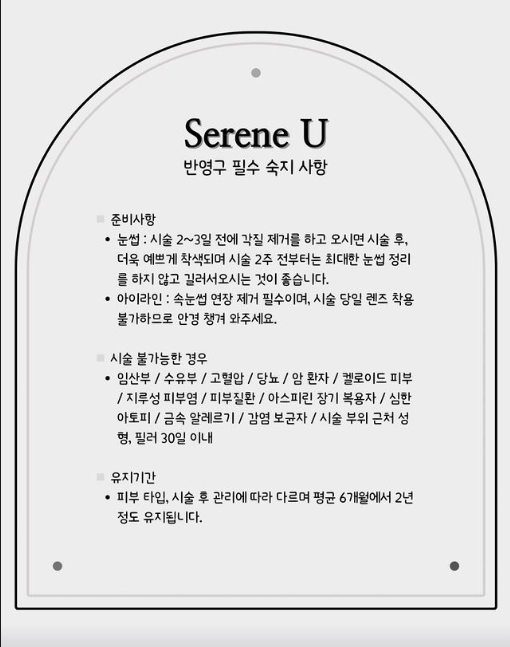 Serene U
반영구 필수 숙지 사항
준비사항
• 눈썹 : 시술 2~3일 전에 각질 제거를 하고 오시면 시술 후,
더욱 예쁘게 착색되며 시술 2주 전부터는 최대한 눈썹 정리
를 하지 않고 길러서오시는 것이 좋습니다.
• 아이라인 : 속눈썹 연장 제거 필수이며, 시술 당일 렌즈 착용
불가하므로 안경 챙겨 와주세요.
시술 불가능한 경우
• 임산부 / 수유부 / 고혈압 / 당뇨 / 암 환자 / 켈로이드 피부
/ 지루성 피부염 / 피부질환 / 아스피린 장기 복용자 / 심한
아토피 / 금속 알레르기 / 감염 보균자 / 시술 부위 근처 성
형, 필러 30일 이내
유지기간
• 피부 타입, 시술 후 관리에 따라 다르며 평균 6개월에서 2년
정도 유지됩니다.